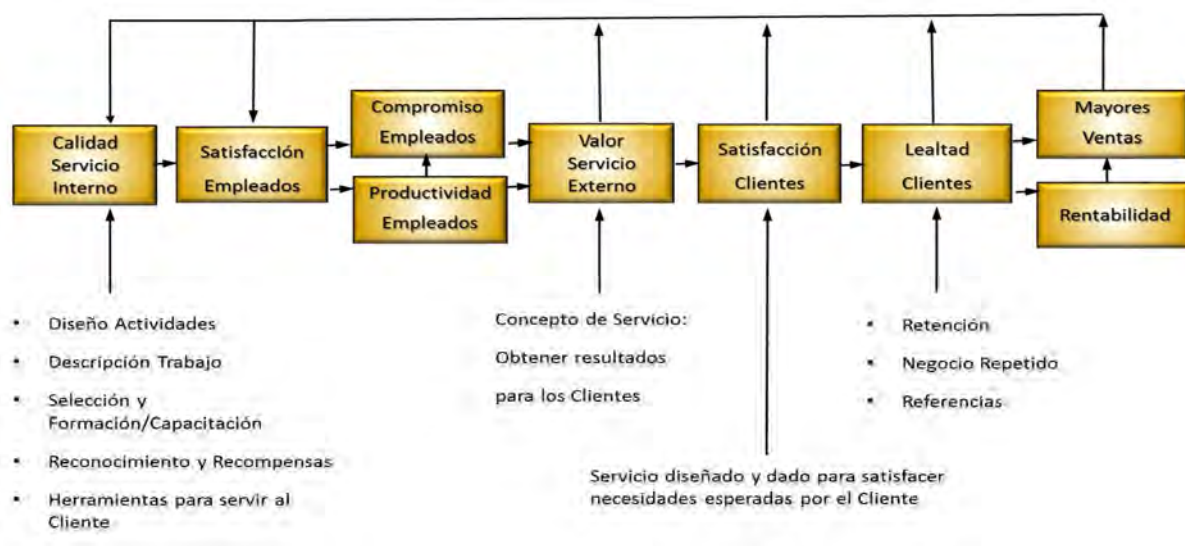 Calidad
Servicio
Interno
Satisfacción
Empleados
Compromiso
Empleados
Productividad
Empleados
Valor
Servicio
Externo
Satisfacción
Clientes
Lealtad
Clientes
Mayores
Ventas
Rentabilidad
• Diseño Actividades
• Descripción Trabajo
• Selección y
Formación/Capacitación
• Reconocimiento y Recompensas
• Herramientas para servir al
Cliente
Concepto de Servicio:
Obtener resultados
para los Clientes
Servicio diseñado y dado para satisfacer
necesidades esperadas por el Cliente
• Retención
• Negocio Repetido
• Referencias